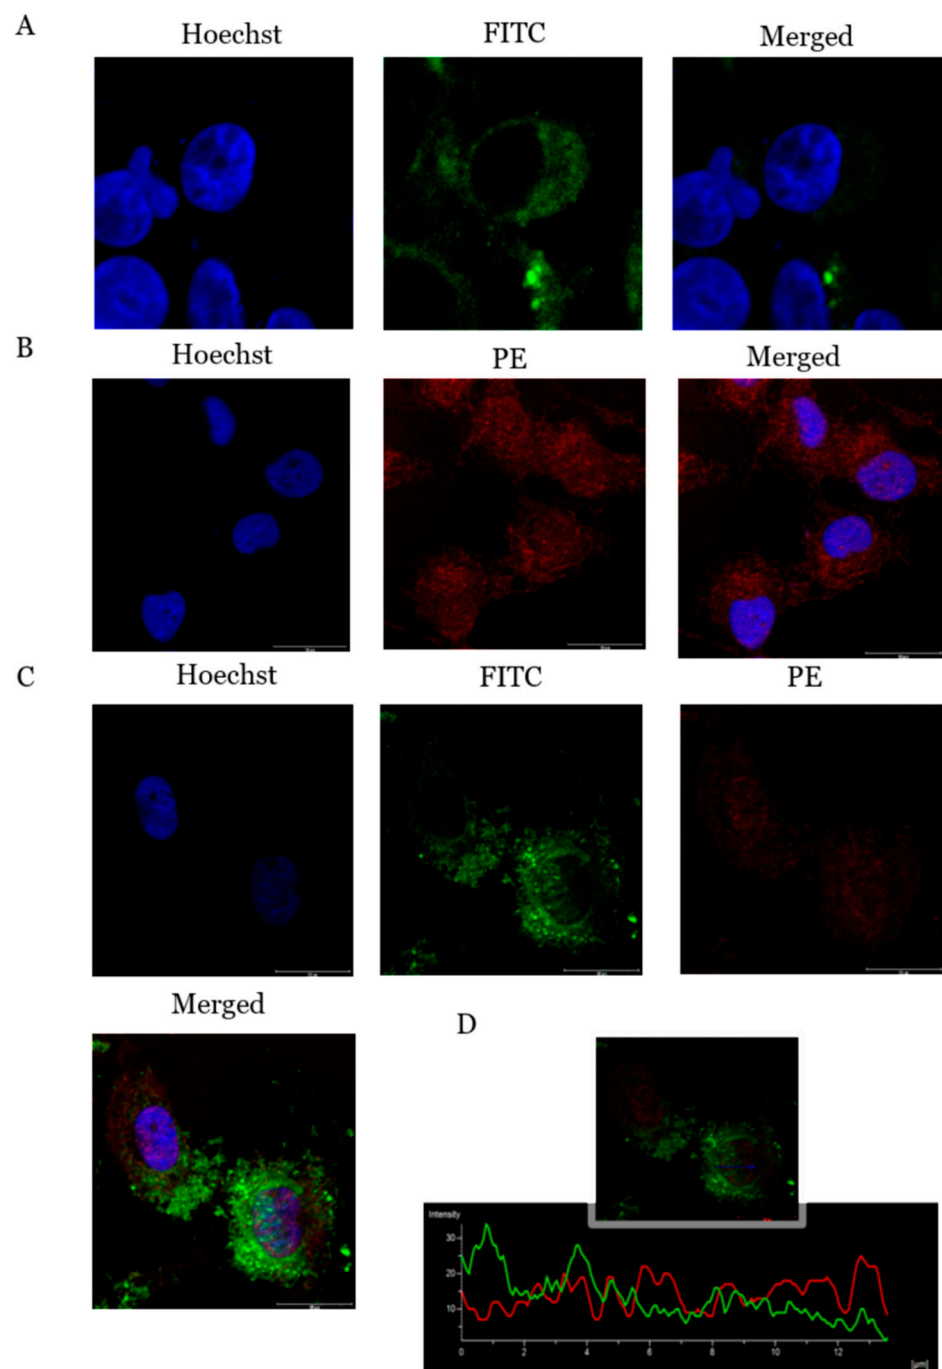 A
Hoechst FITC Merged
B
Hoechst PE Merged
C
Hoechst FITC PE
Merged
D
Intensity
30
20
10
0 2 4 6 8 10 12
[µm]